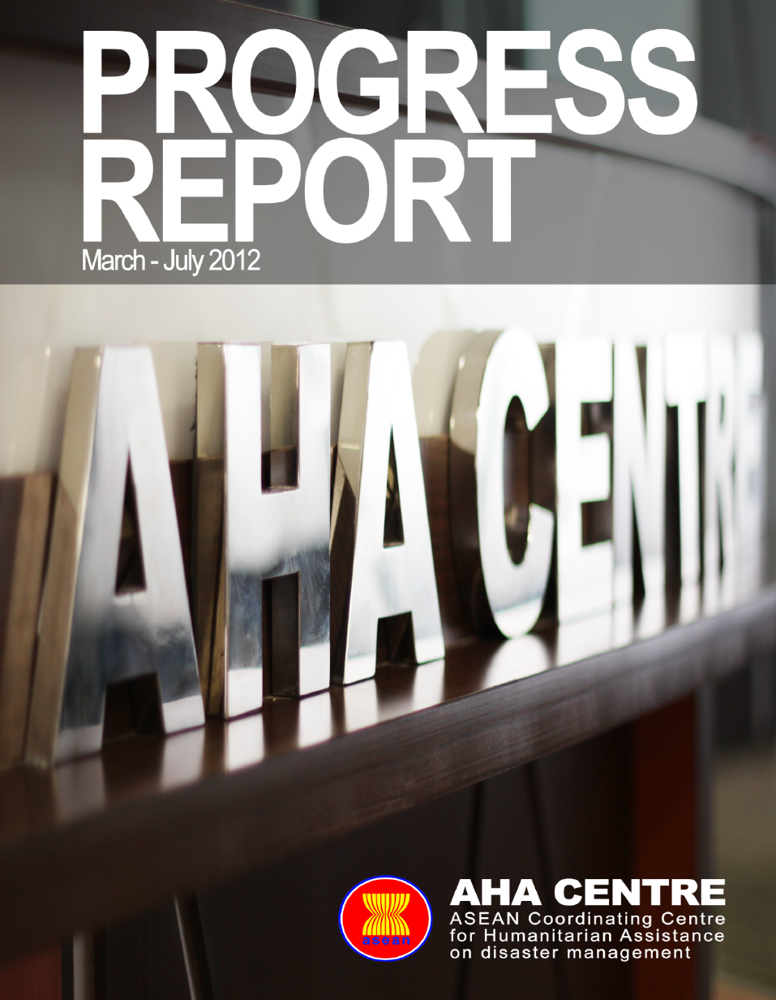 PROGRESS
REPORT
March - July 2012
AHA CENTRE
asean
AHA CENTRE
ASEAN Coordinating Centre
for Humanitarian Assistance
on disaster management